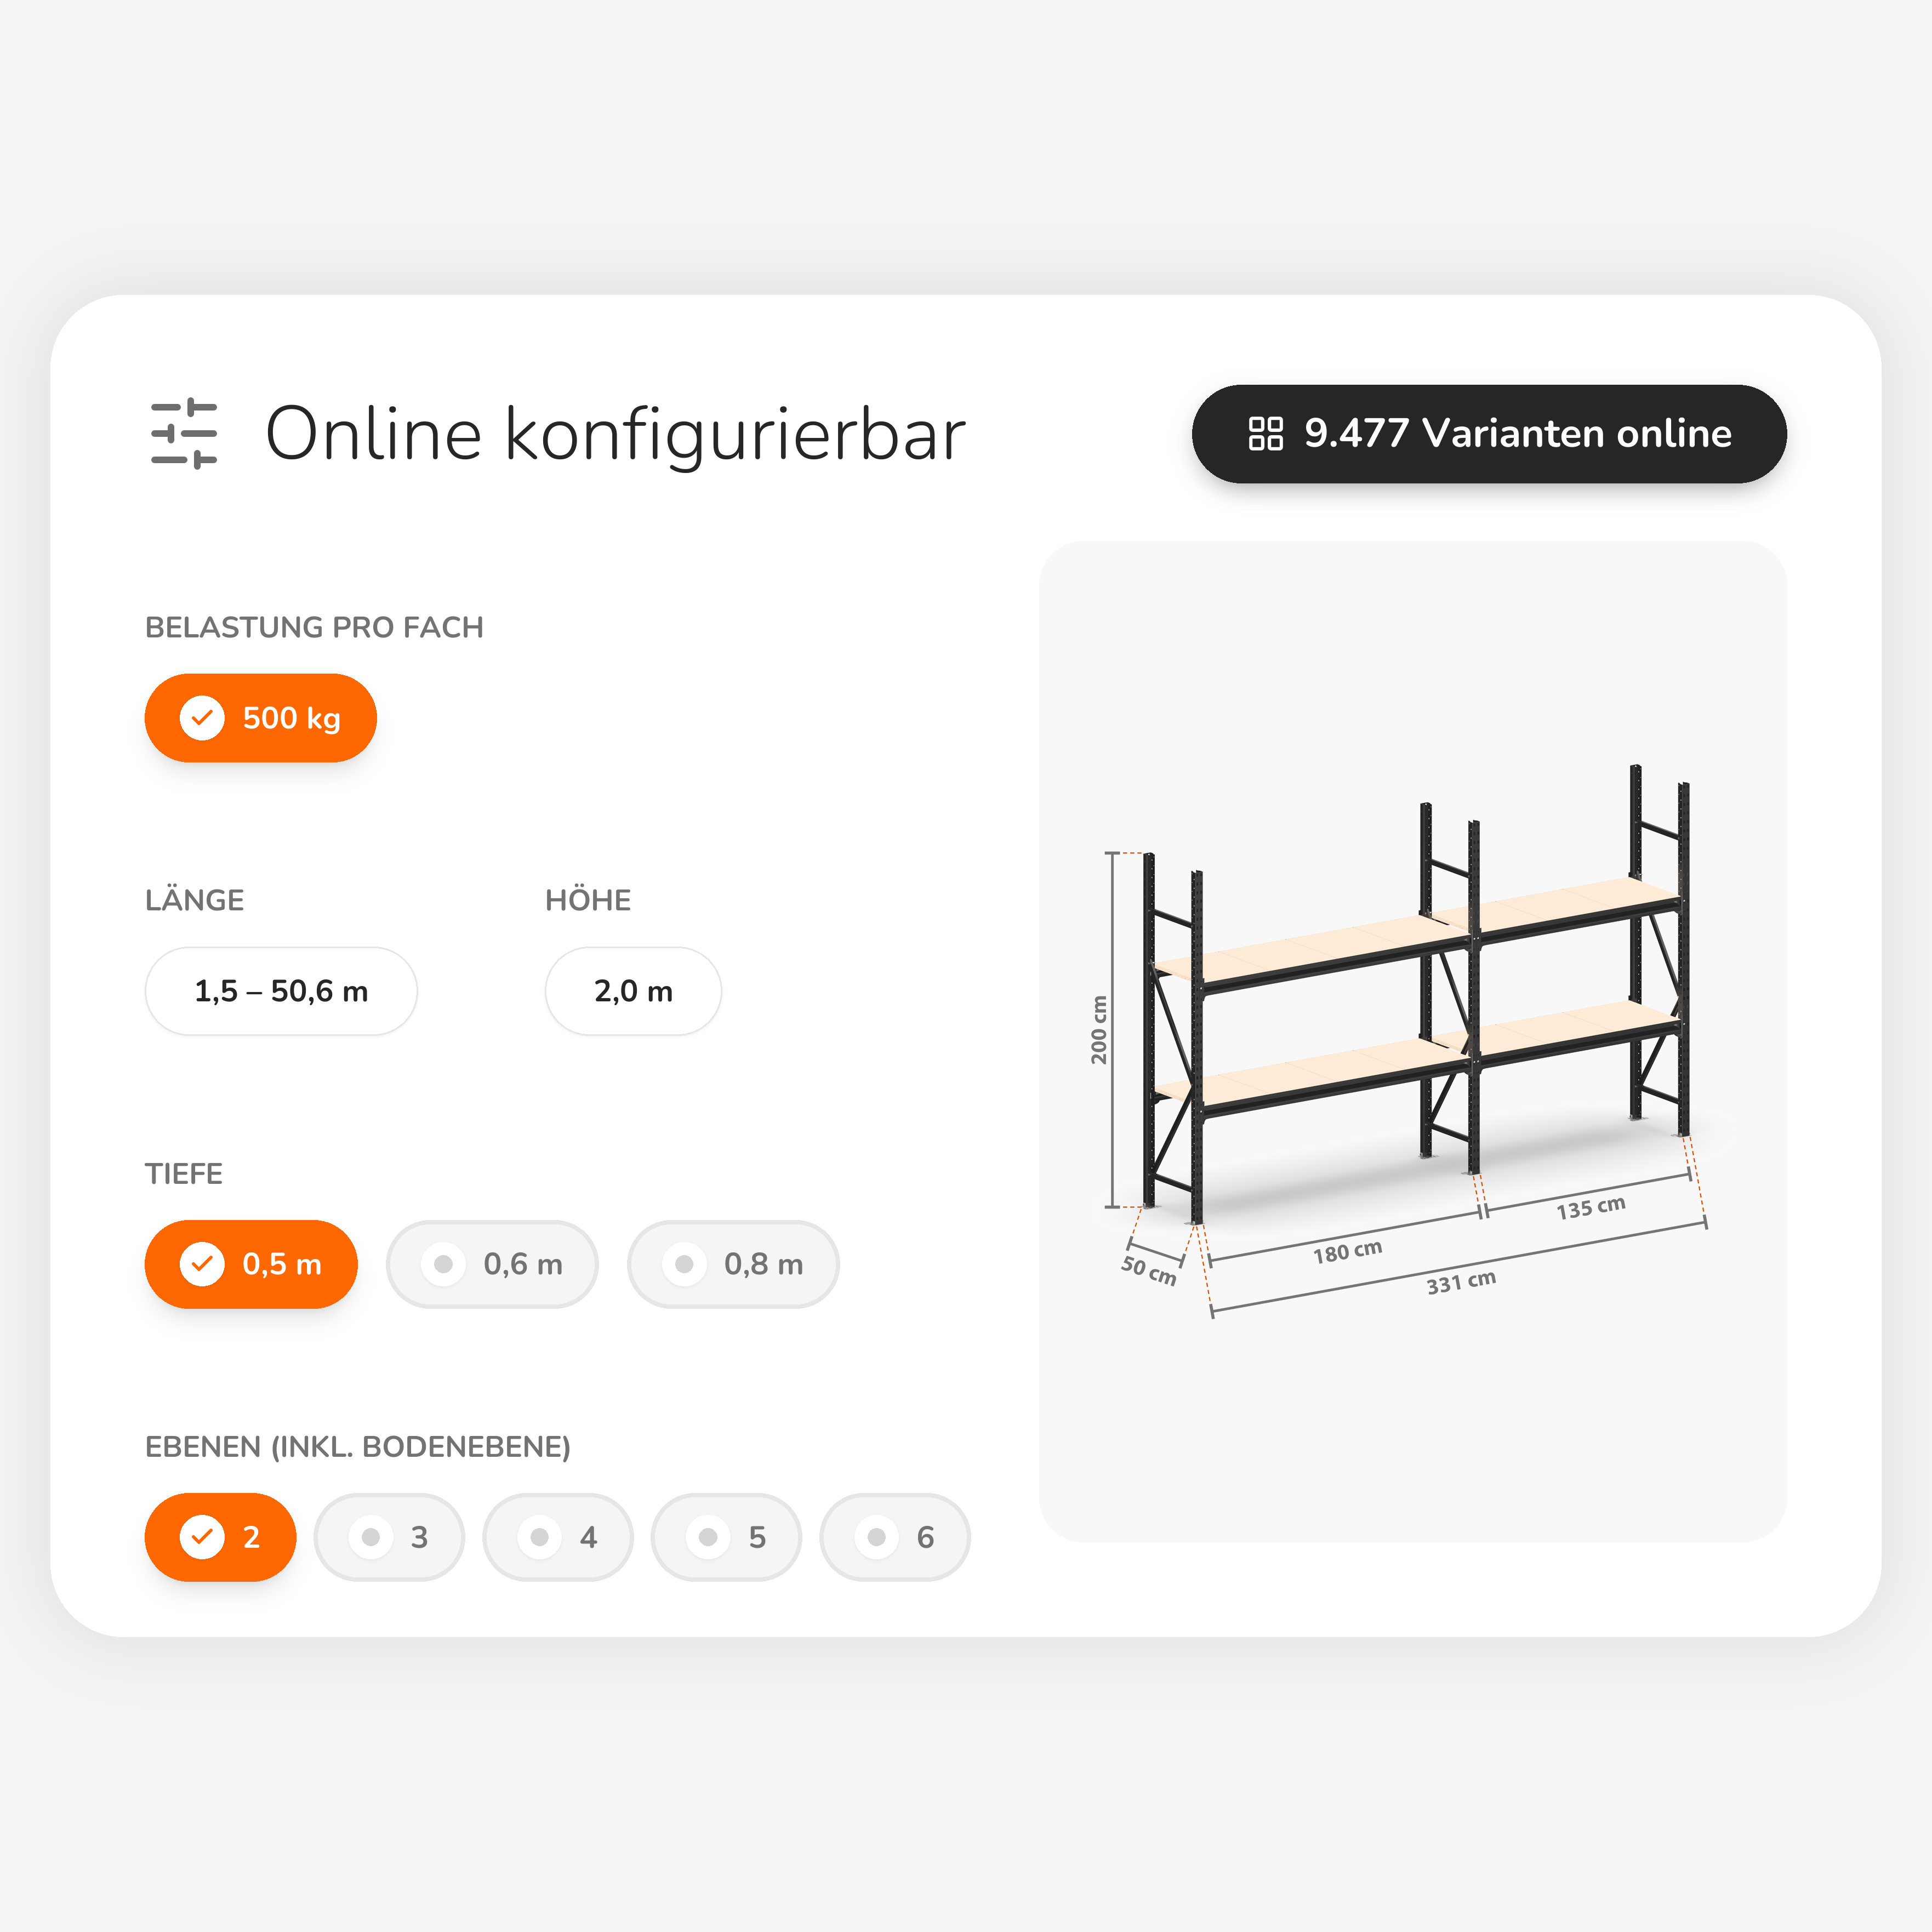 Online konfigurierbar
9.477 Varianten online
BELASTUNG PRO FACH
500 kg
LÄNGE
HÖHE
1,5 – 50,6 m
2,0 m
TIEFE
0,5 m
0,6 m
0,8 m
EBENEN (INKL. BODENEBENE)
2
3
4
5
6
200 cm
50 cm
180 cm
135 cm
331 cm